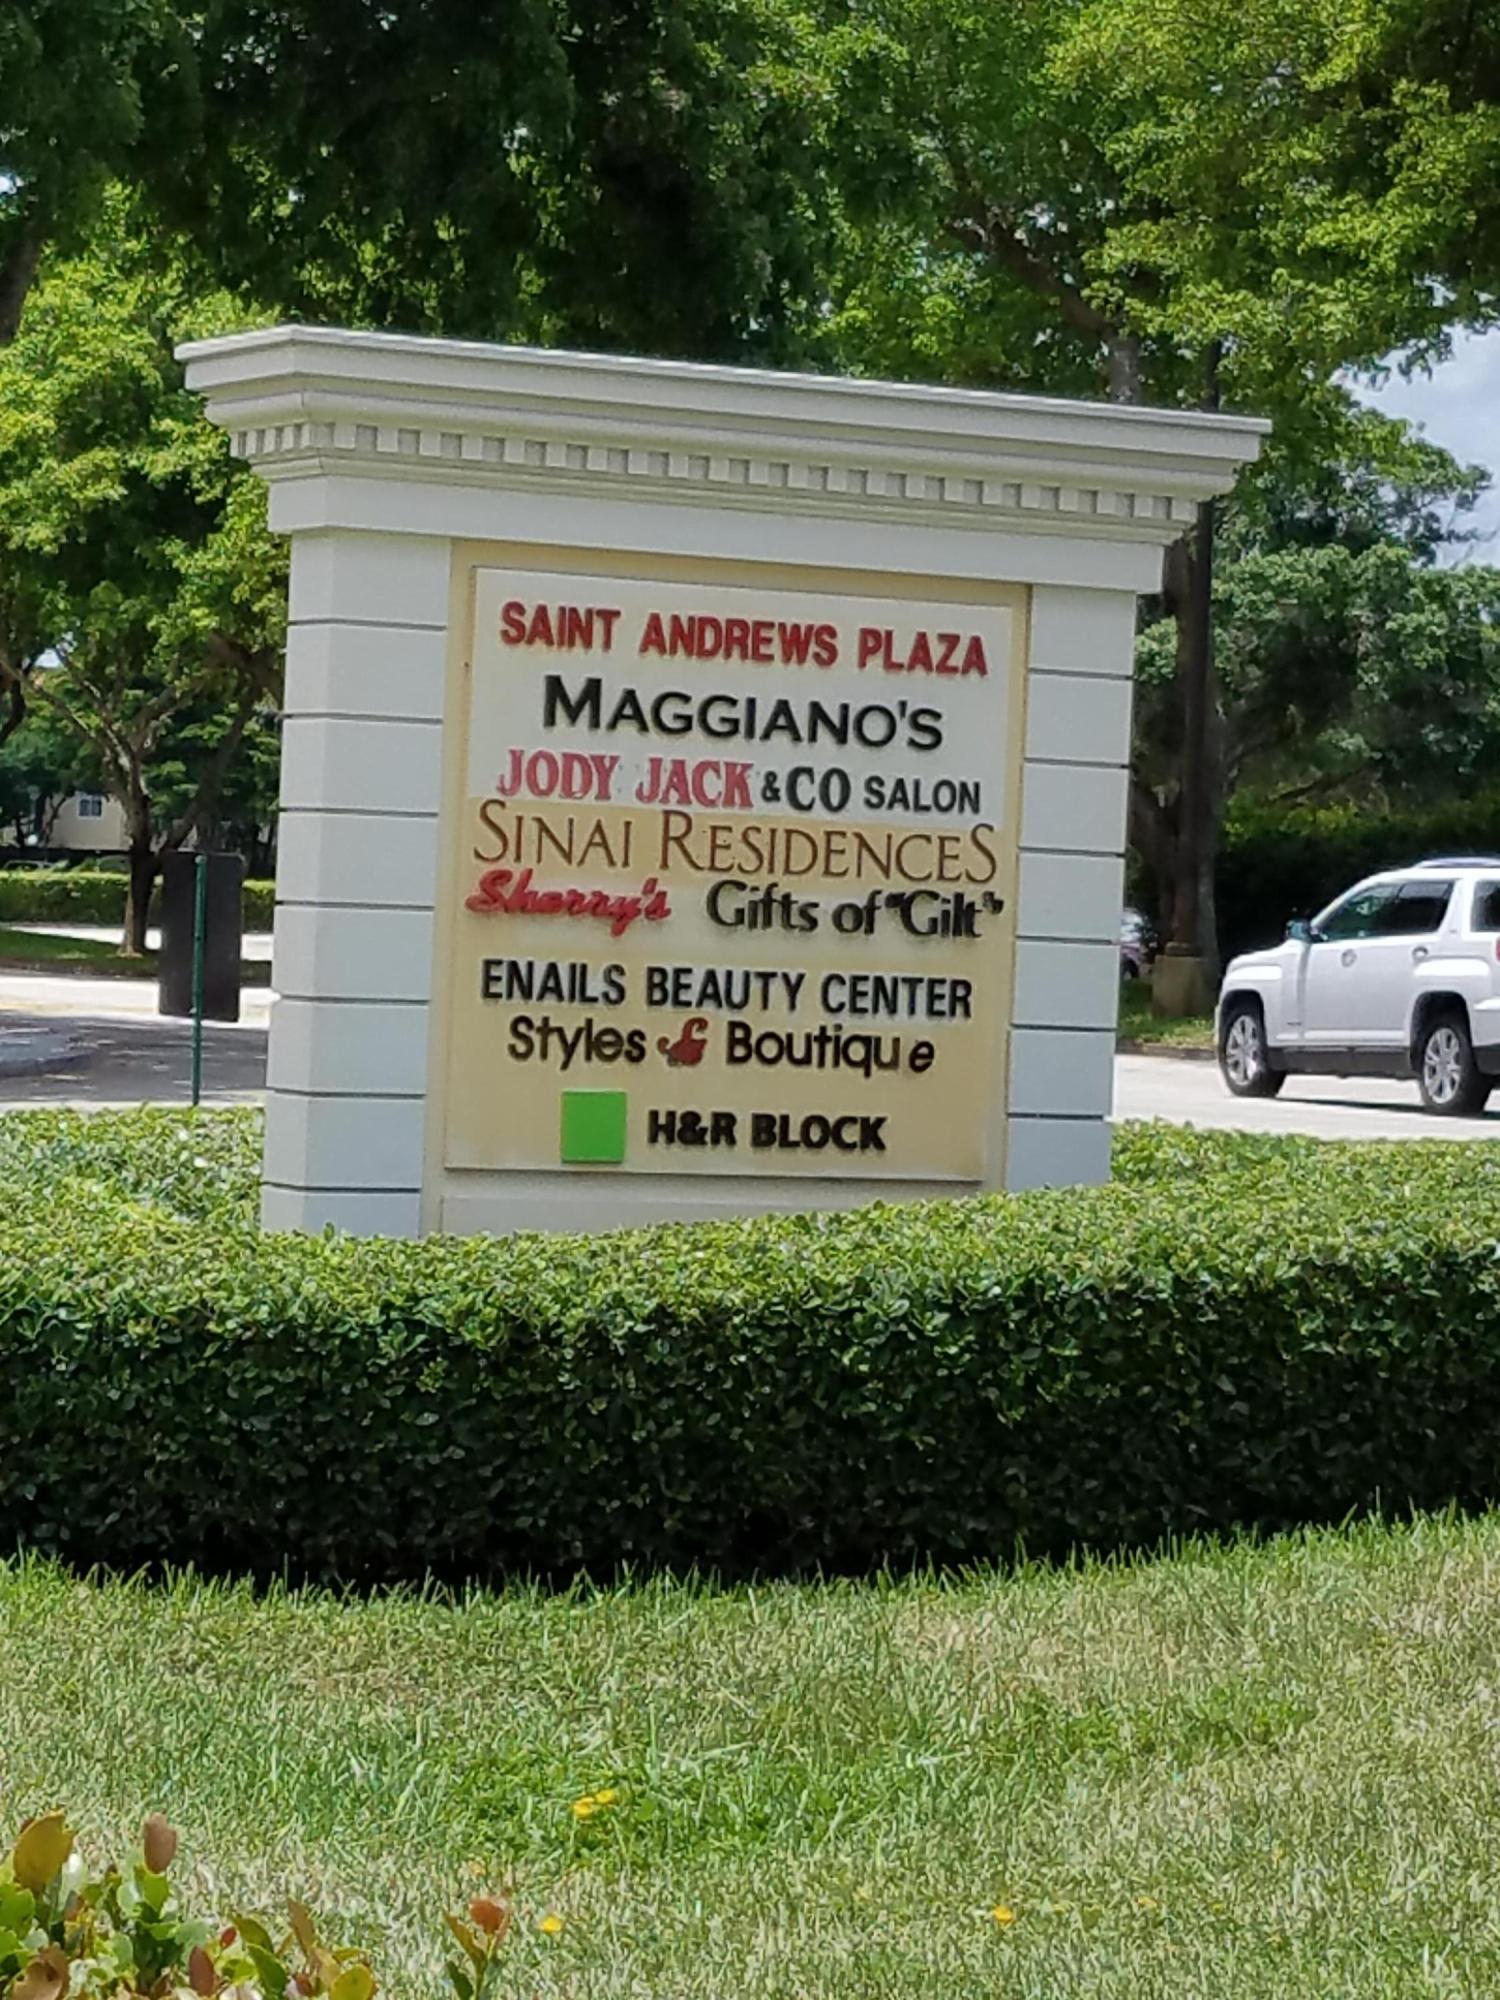 SAINT ANDREWS PLAZA
MAGGIANO'S
JODY JACK & CO SALON
SINAI RESIDENCES
Sherry's Gifts of "Gilt"
ENAILS BEAUTY CENTER
Styles & Boutique
H&R BLOCK